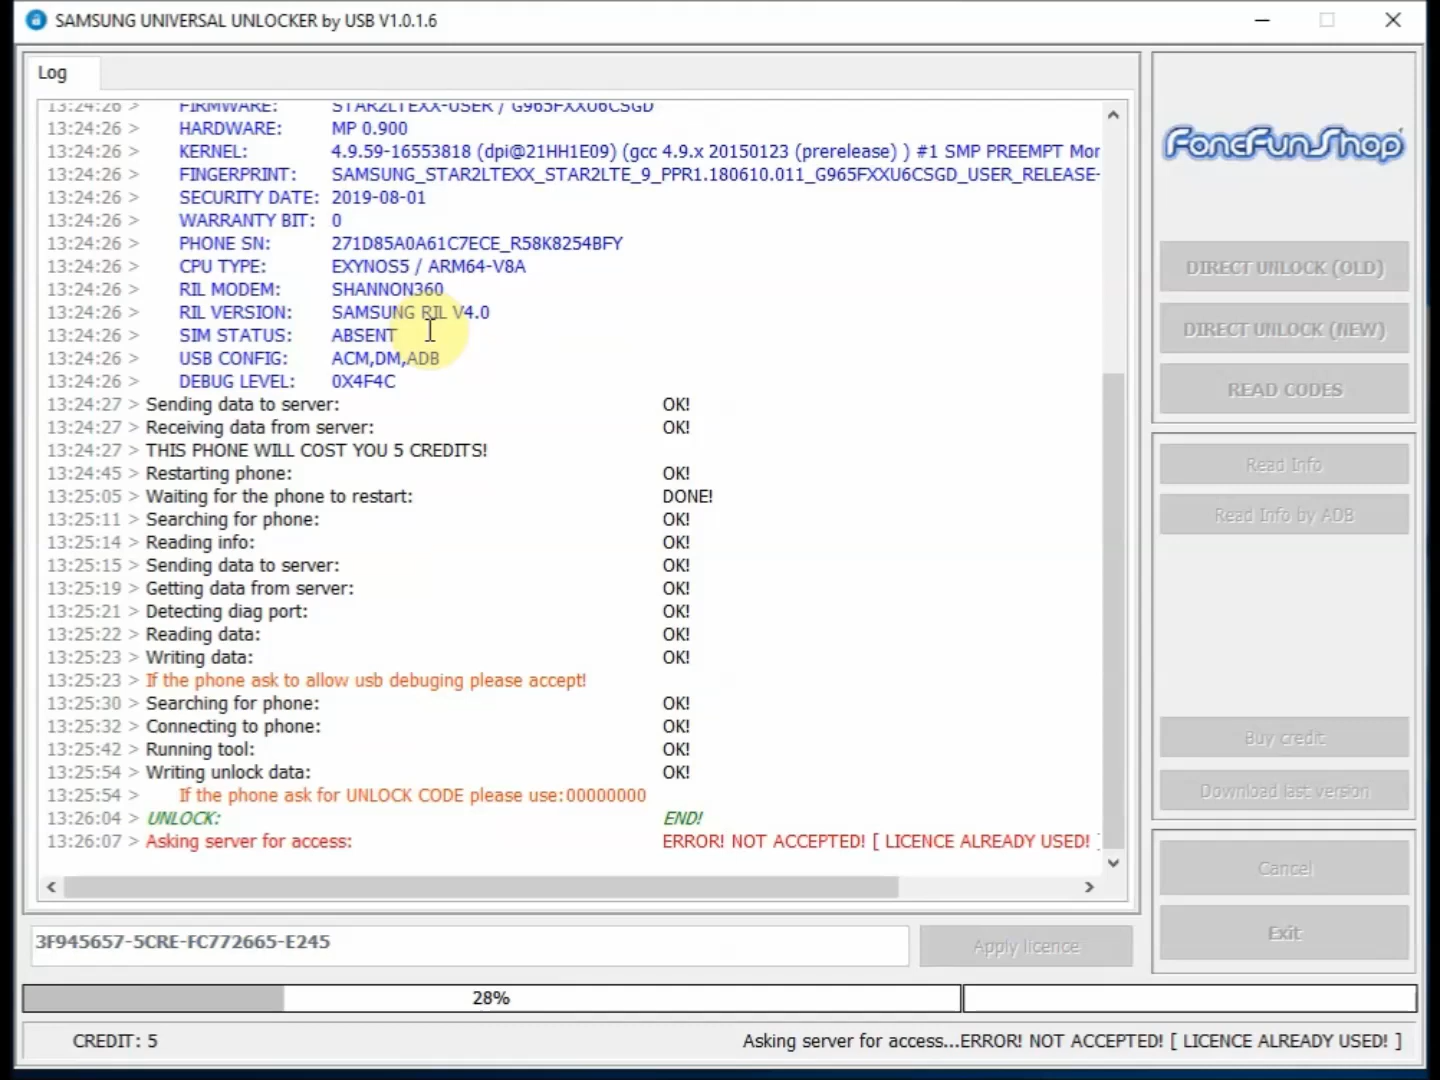 SAMSUNG UNIVERSAL UNLOCKER by USB V1.0.1.6
Log
13:24:26 > FIRMWARE: STAR2LTEXX-USER / G965FXXU6CSGD
13:24:26 > HARDWARE: MP 0.900
13:24:26 > KERNEL: 4.9.59-16553818 (dpi@21HH1E09) (gcc 4.9.x 20150123 (prerelease) ) #1 SMP PREEMPT Mor
13:24:26 > FINGERPRINT: SAMSUNG_STAR2LTEXX_STAR2LTE_9_PPR1.180610.011_G965FXXU6CSGD_USER_RELEASE-
13:24:26 > SECURITY DATE: 2019-08-01
13:24:26 > WARRANTY BIT: 0
13:24:26 > PHONE SN: 271D85A0A61C7ECE_R58K8254BFY
13:24:26 > CPU TYPE: EXYNOS5 / ARM64-V8A
13:24:26 > RIL MODEM: SHANNON360
13:24:26 > RIL VERSION: SAMSUNG RIL V4.0
13:24:26 > SIM STATUS: ABSENT
13:24:26 > USB CONFIG: ACM,DM,ADB
13:24:26 > DEBUG LEVEL: 0X4F4C
13:24:27 > Sending data to server: OK!
13:24:27 > Receiving data from server: OK!
13:24:27 > THIS PHONE WILL COST YOU 5 CREDITS!
13:24:45 > Restarting phone: OK!
13:25:05 > Waiting for the phone to restart: DONE!
13:25:11 > Searching for phone: OK!
13:25:14 > Reading info: OK!
13:25:15 > Sending data to server: OK!
13:25:19 > Getting data from server: OK!
13:25:21 > Detecting diag port: OK!
13:25:22 > Reading data: OK!
13:25:23 > Writing data: OK!
13:25:23 > If the phone ask to allow usb debuging please accept!
13:25:30 > Searching for phone: OK!
13:25:32 > Connecting to phone: OK!
13:25:42 > Running tool: OK!
13:25:54 > Writing unlock data: OK!
13:25:54 > If the phone ask for UNLOCK CODE please use:00000000
13:26:04 > UNLOCK: END!
13:26:07 > Asking server for access: ERROR! NOT ACCEPTED! [ LICENCE ALREADY USED! ]
FoneFunShop
DIRECT UNLOCK (OLD)
DIRECT UNLOCK (NEW)
READ CODES
Read Info
Read Info by ADB
Buy credit
Download last version
Cancel
Exit
3F945657-5CRE-FC772665-E245
Apply licence
28%
CREDIT: 5
Asking server for access...ERROR! NOT ACCEPTED! [ LICENCE ALREADY USED! ]